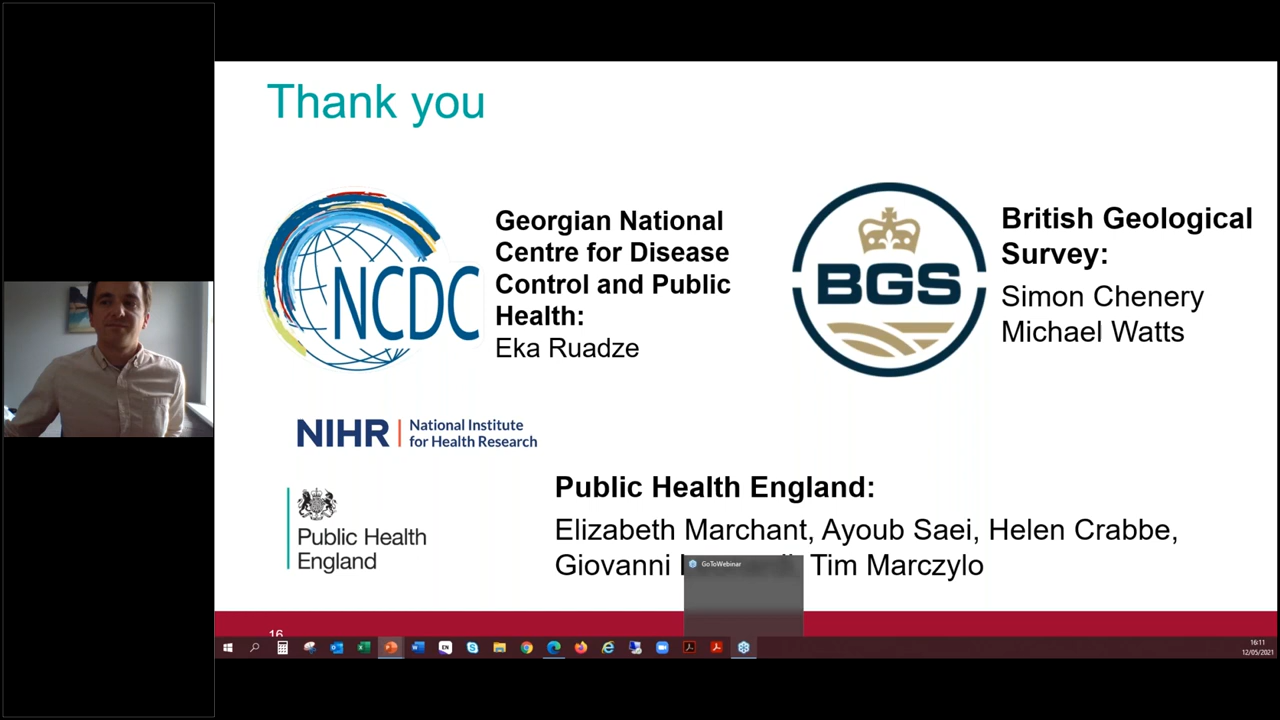 Thank you
NCDC
Georgian National
Centre for Disease
Control and Public
Health:
Eka Ruadze
BGS
British Geological
Survey:
Simon Chenery
Michael Watts
NIHR | National Institute
for Health Research
Public Health
England
Public Health England:
Elizabeth Marchant, Ayoub Saei, Helen Crabbe,
Giovanni Tim Marczylo
GoToWebinar
16
16:11
12/05/2021